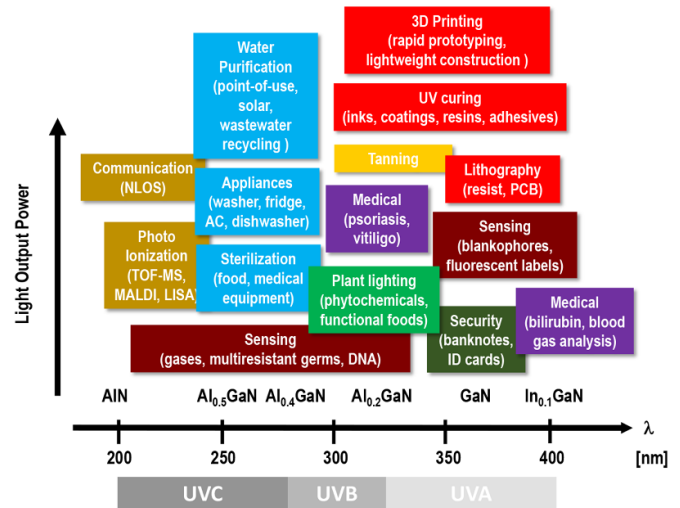 3D Printing
(rapid prototyping,
lightweight construction )
Water
Purification
(point-of-use,
solar,
wastewater
recycling )
UV curing
(inks, coatings, resins, adhesives)
Tanning
Communication
(NLOS)
Appliances
(washer, fridge,
AC, dishwasher)
Medical
(psoriasis,
vitiligo)
Lithography
(resist, PCB)
Sensing
(blankophores,
fluorescent labels)
Photo
Ionization
(TOF-MS,
MALDI, LISA)
Sterilization
(food, medical
equipment)
Plant lighting
(phytochemicals,
functional foods)
Security
(banknotes,
ID cards)
Medical
(bilirubin, blood
gas analysis)
Sensing
(gases, multiresistant germs, DNA)
Light Output Power
AlN Al0.5GaN Al0.4GaN Al0.2GaN GaN In0.1GaN
λ
200 250 300 350 400 [nm]
UVC UVB UVA